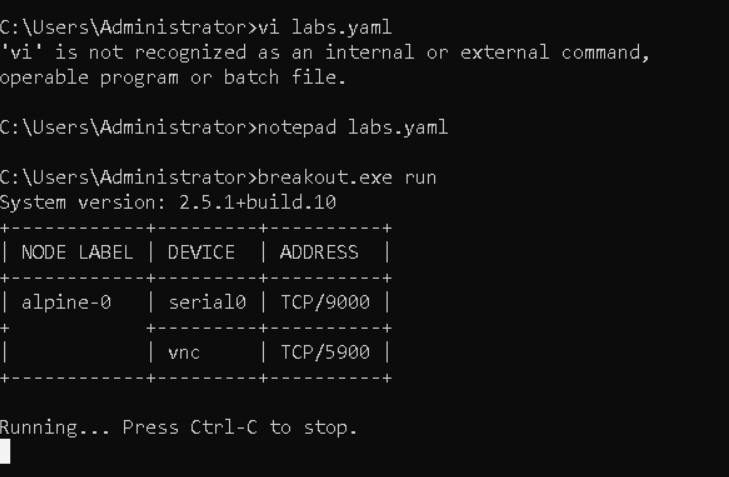 C:\Users\Administrator>vi labs.yaml
'vi' is not recognized as an internal or external command,
operable program or batch file.
C:\Users\Administrator>notepad labs.yaml
C:\Users\Administrator>breakout.exe run
System version: 2.5.1+build.10
+------------+---------+----------+
| NODE LABEL | DEVICE  | ADDRESS  |
+------------+---------+----------+
| alpine-0   | serial0 | TCP/9000 |
+            +---------+----------+
|            | vnc     | TCP/5900 |
+------------+---------+----------+
Running... Press Ctrl-C to stop.